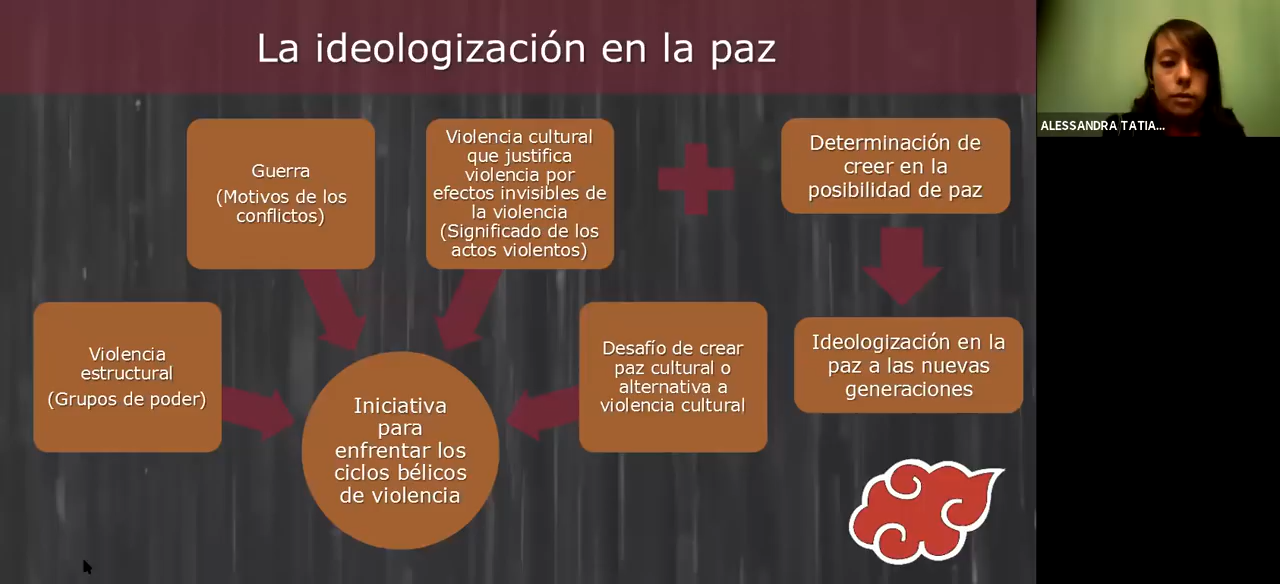 La ideologización en la paz
Guerra
(Motivos de los
conflictos)
Violencia cultural
que justifica
violencia por
efectos invisibles de
la violencia
(Significado de los
actos violentos)
Determinación de
creer en la
posibilidad de paz
Violencia
estructural
(Grupos de poder)
Iniciativa
para
enfrentar los
ciclos bélicos
de violencia
Desafío de crear
paz cultural o
alternativa a
violencia cultural
Ideologización en la
paz a las nuevas
generaciones
ALESSANDRA TATIA...